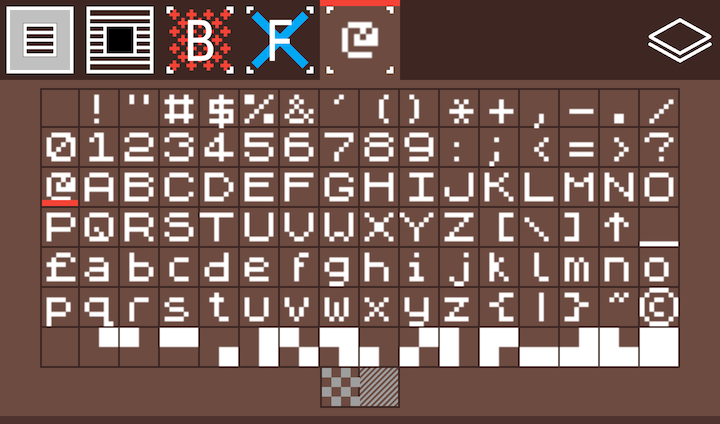 B F @
! " # $ % & ' ( ) * + , - . /
0 1 2 3 4 5 6 7 8 9 : ; < = > ?
@ A B C D E F G H I J K L M N O
P Q R S T U V W X Y Z [ \ ] ↑ _
£ a b c d e f g h i j k l m n o
p q r s t u v w x y z { | } ~ ©